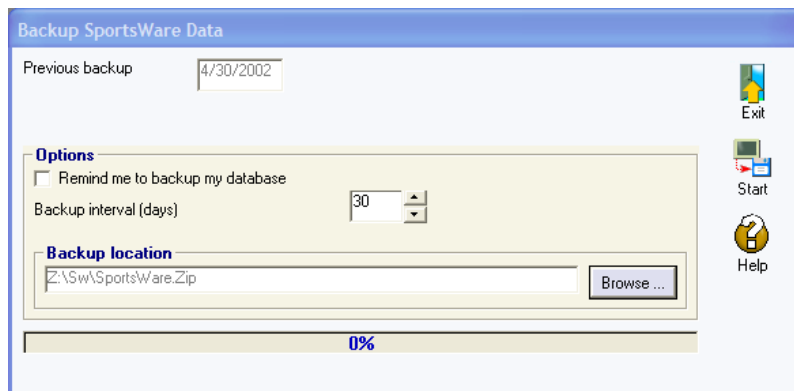 Backup SportsWare Data
Previous backup 4/30/2002
Exit
Options
Remind me to backup my database
Start
Backup interval (days) 30
Backup location
Help
Z:\Sw\SportsWare.Zip Browse ...
0%